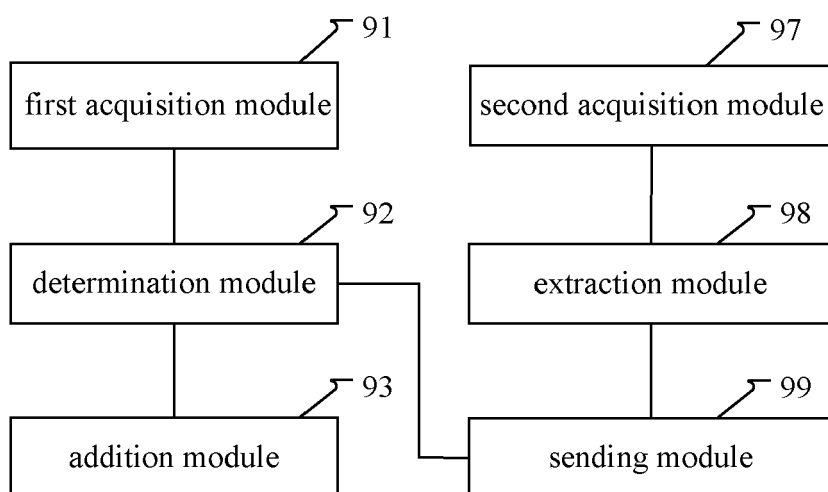 91
first acquisition module
92
determination module
93
addition module
97
second acquisition module
98
extraction module
99
sending module